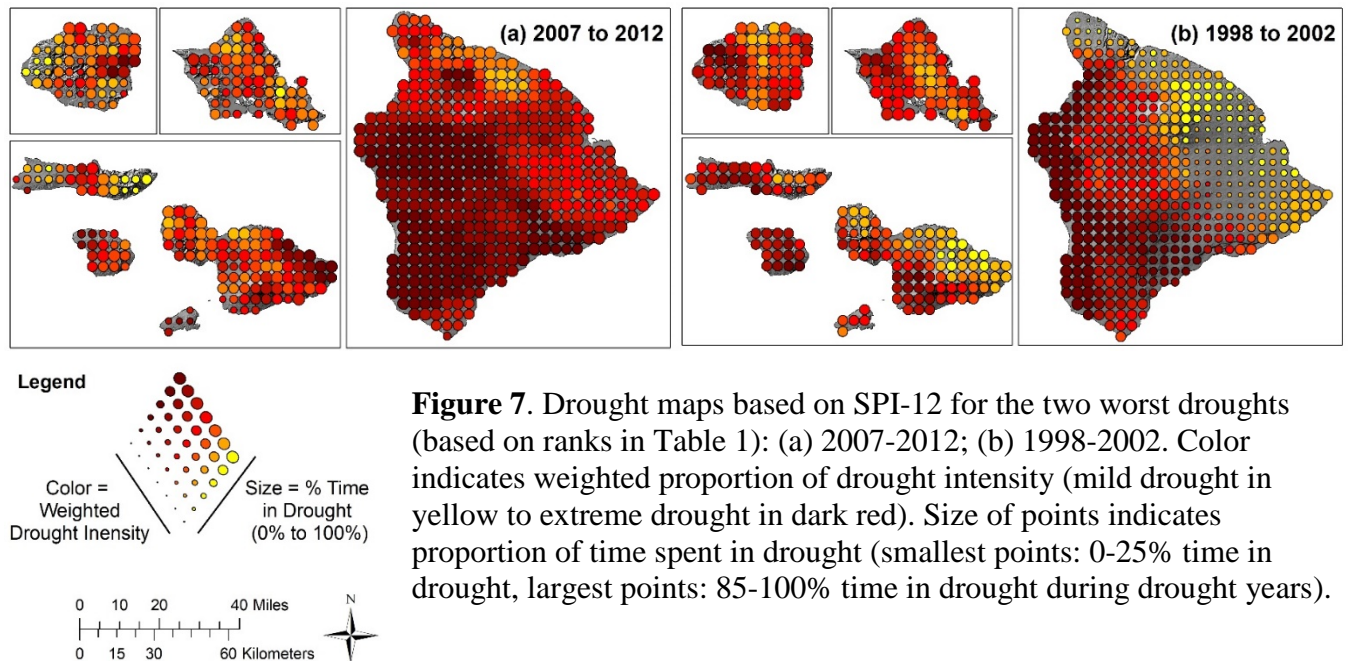 (a) 2007 to 2012
(b) 1998 to 2002
Legend
Color =
Weighted
Drought Inensity
Size = % Time
in Drought
(0% to 100%)
0 10 20 40 Miles
0 15 30 60 Kilometers
N
Figure 7. Drought maps based on SPI-12 for the two worst droughts
(based on ranks in Table 1): (a) 2007-2012; (b) 1998-2002. Color
indicates weighted proportion of drought intensity (mild drought in
yellow to extreme drought in dark red). Size of points indicates
proportion of time spent in drought (smallest points: 0-25% time in
drought, largest points: 85-100% time in drought during drought years).